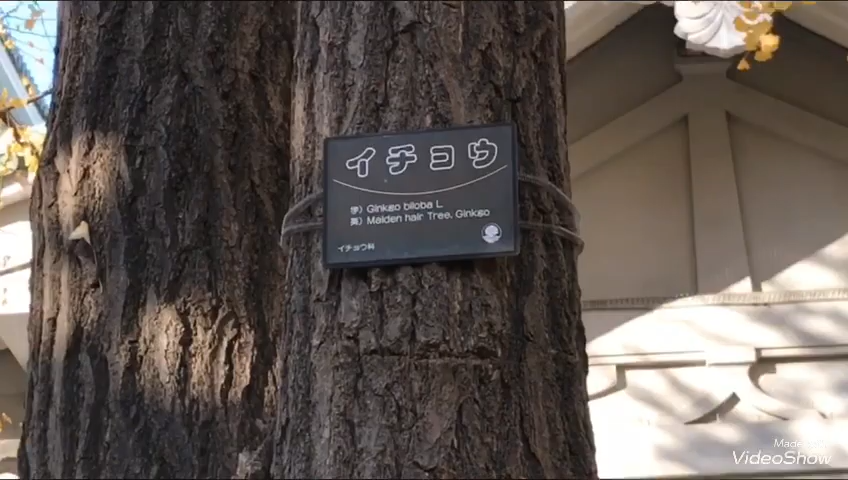 イチョウ
学) Ginkgo biloba L
英) Maiden hair Tree, Ginkgo
イチョウ科
Made with
VideoShow